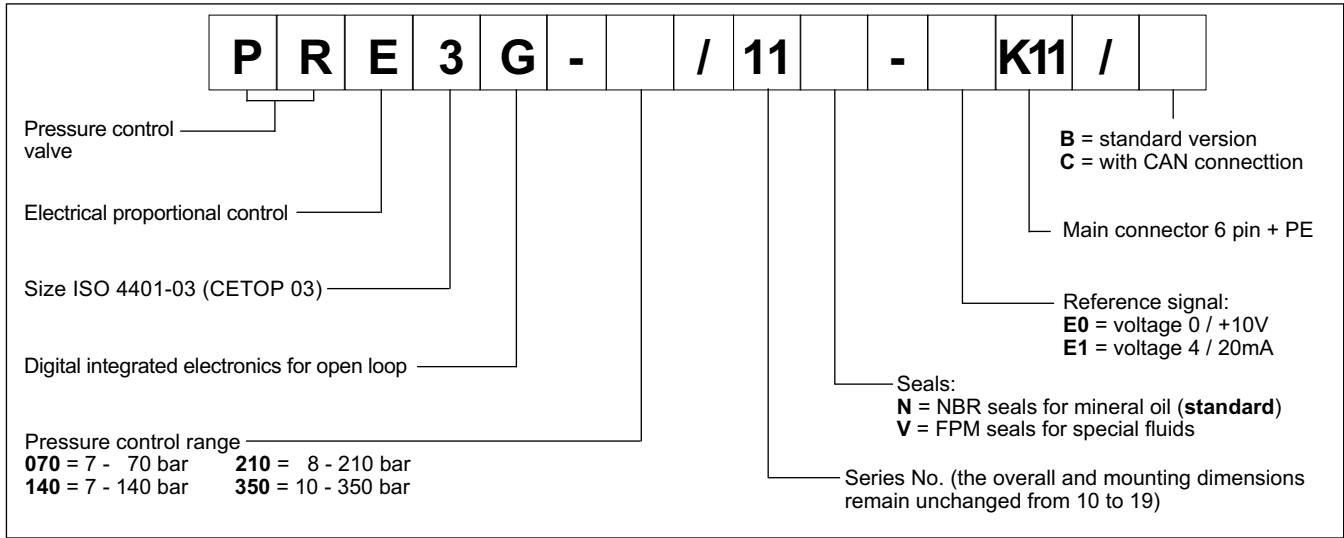 P R E 3 G - / 11 - K11 /
Pressure control
valve
Electrical proportional control
Size ISO 4401-03 (CETOP 03)
Digital integrated electronics for open loop
Pressure control range
070 = 7 - 70 bar 210 = 8 - 210 bar
140 = 7 - 140 bar 350 = 10 - 350 bar
B = standard version
C = with CAN connecttion
Main connector 6 pin + PE
Reference signal:
E0 = voltage 0 / +10V
E1 = voltage 4 / 20mA
Seals:
N = NBR seals for mineral oil (standard)
V = FPM seals for special fluids
Series No. (the overall and mounting dimensions
remain unchanged from 10 to 19)